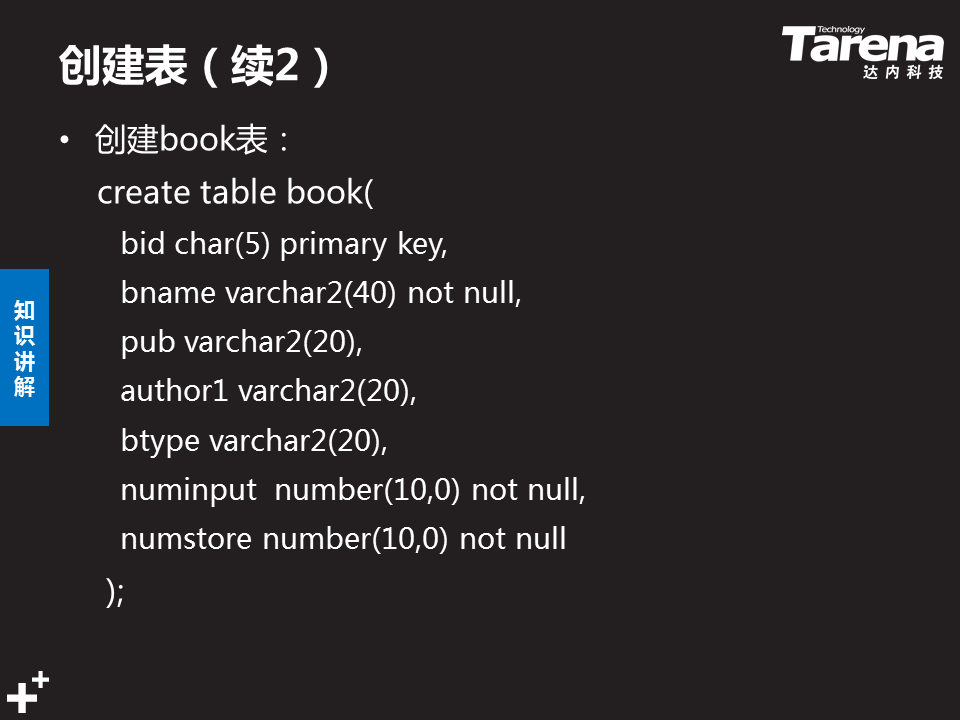 创建表（续2）
Technology
Tarena
达内科技
• 创建book表：
create table book(
bid char(5) primary key,
bname varchar2(40) not null,
pub varchar2(20),
author1 varchar2(20),
btype varchar2(20),
numinput  number(10,0) not null,
numstore number(10,0) not null
);
知识讲解